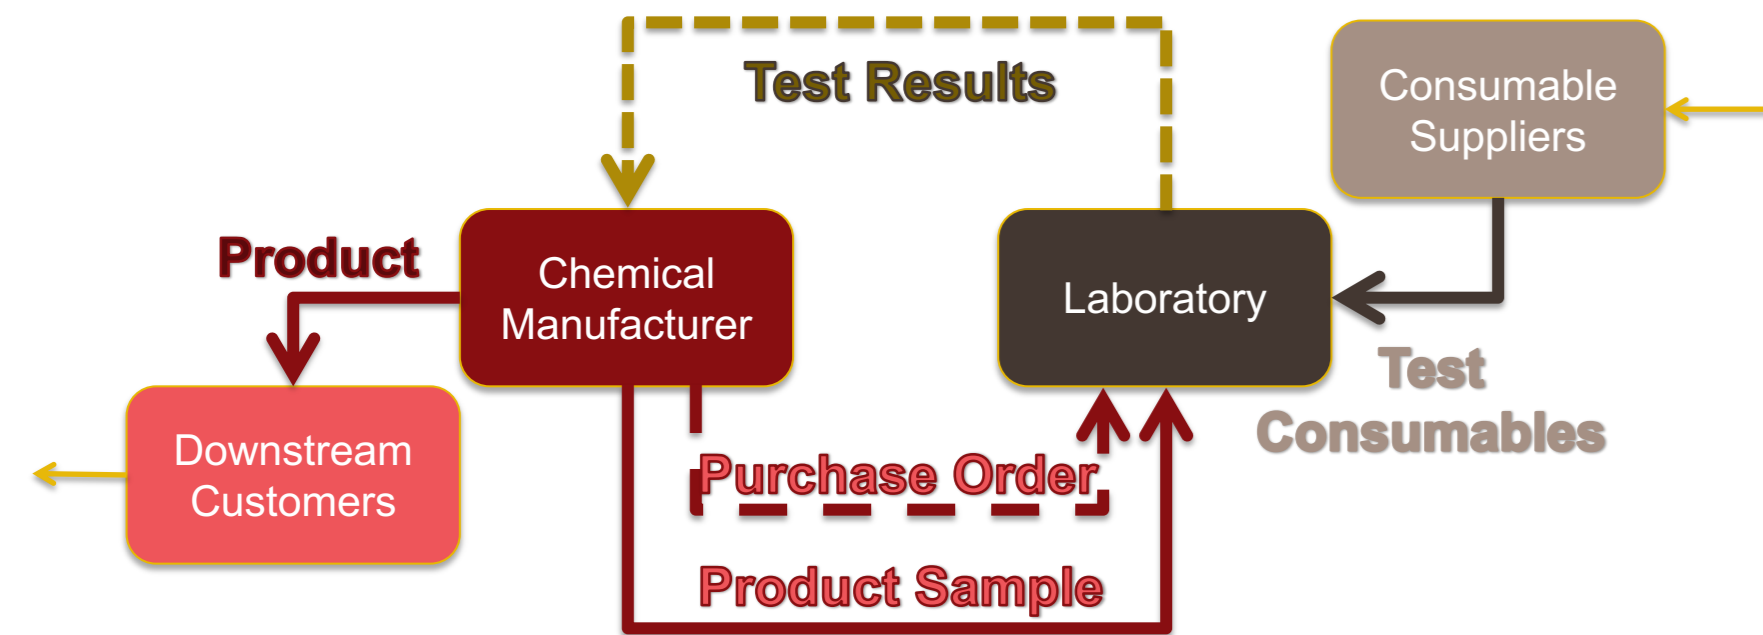 Test Results
Consumable
Suppliers
Product
Chemical
Manufacturer
Laboratory
Test
Consumables
Downstream
Customers
Purchase Order
Product Sample